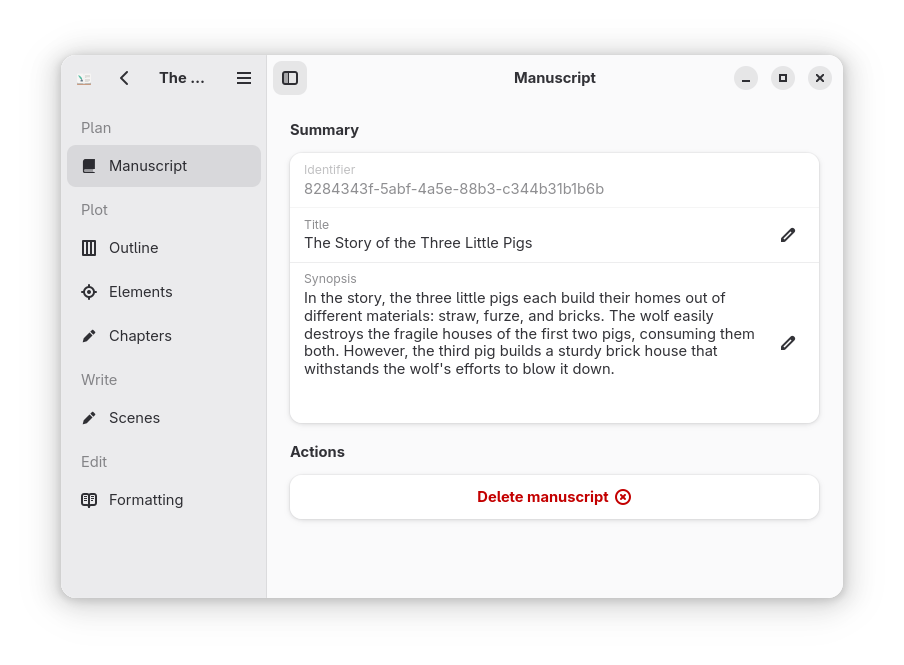 The ...
Manuscript
Plan
Manuscript
Plot
Outline
Elements
Chapters
Write
Scenes
Edit
Formatting
Summary
Identifier
8284343f-5abf-4a5e-88b3-c344b31b1b6b
Title
The Story of the Three Little Pigs
Synopsis
In the story, the three little pigs each build their homes out of
different materials: straw, furze, and bricks. The wolf easily
destroys the fragile houses of the first two pigs, consuming them
both. However, the third pig builds a sturdy brick house that
withstands the wolf's efforts to blow it down.
Actions
Delete manuscript